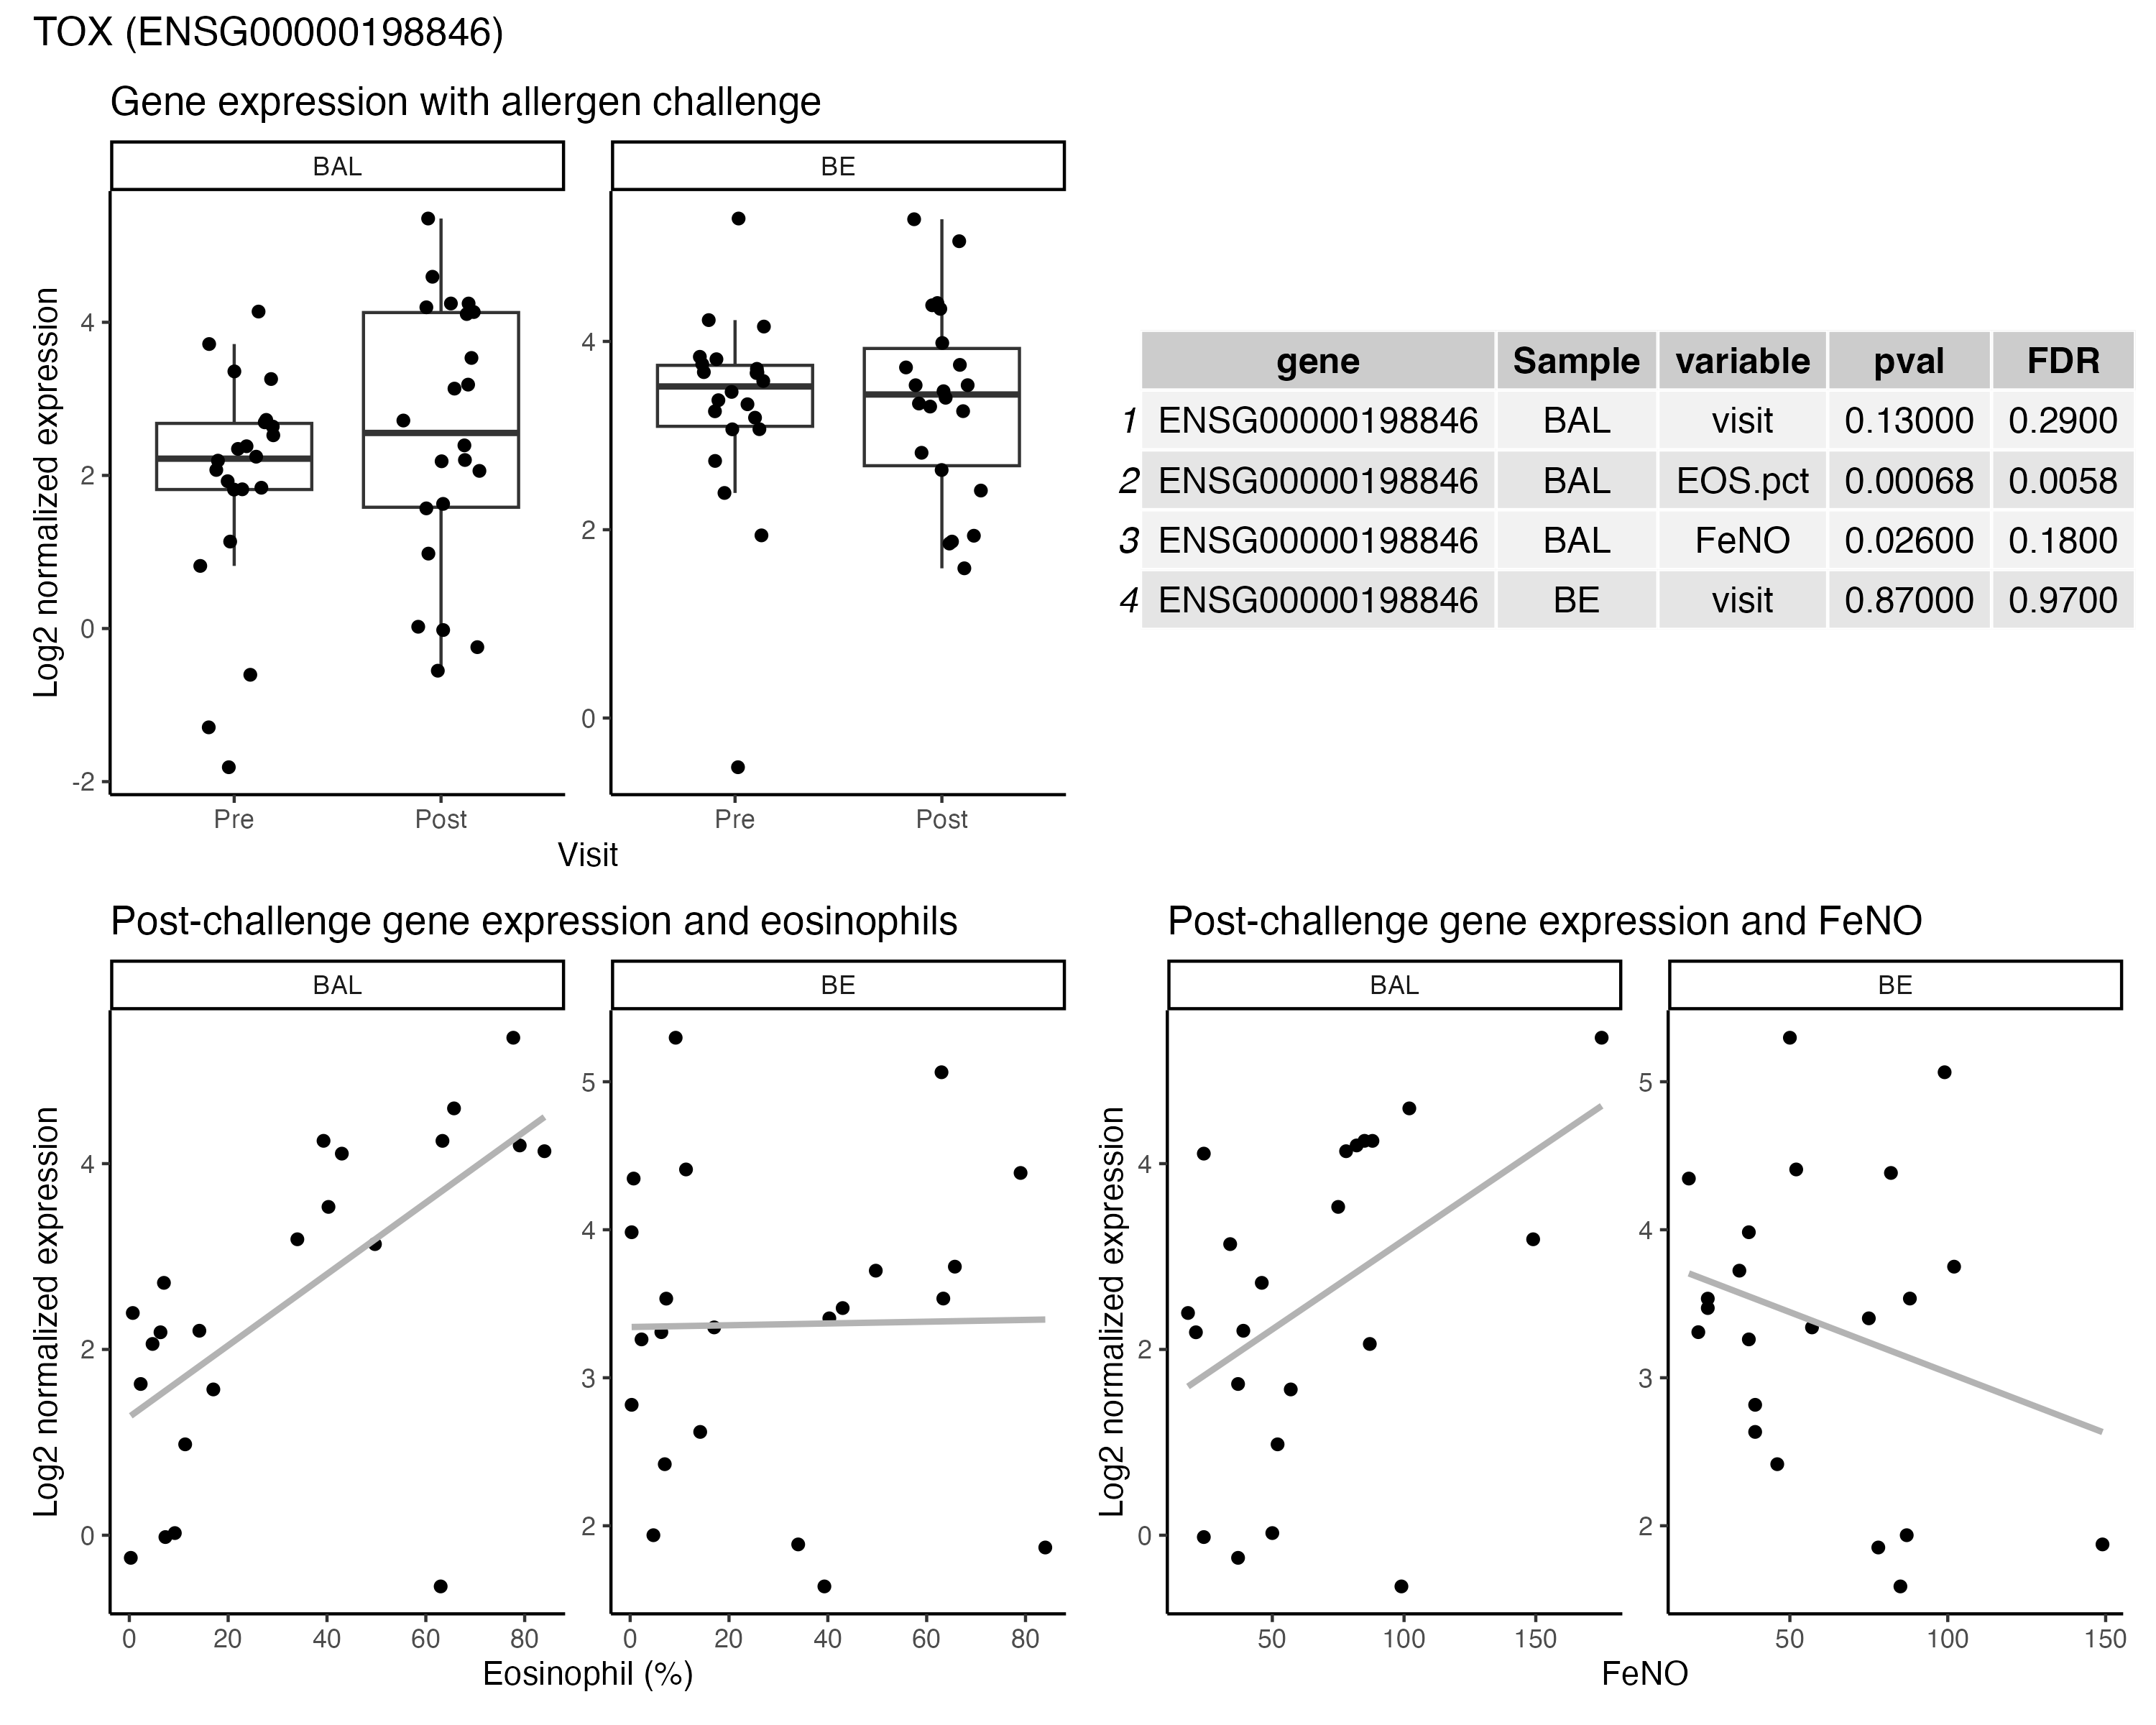 TOX (ENSG00000198846)
Gene expression with allergen challenge
BAL BE
Log2 normalized expression
4
2
0
-2
4
2
0
Pre Post Pre Post
Visit
gene Sample variable pval FDR
1 ENSG00000198846 BAL visit 0.13000 0.2900
2 ENSG00000198846 BAL EOS.pct 0.00068 0.0058
3 ENSG00000198846 BAL FeNO 0.02600 0.1800
4 ENSG00000198846 BE visit 0.87000 0.9700
Post-challenge gene expression and eosinophils
BAL BE
Log2 normalized expression
4
2
0
5
4
3
2
0 20 40 60 80 0 20 40 60 80
Eosinophil (%)
Post-challenge gene expression and FeNO
BAL BE
Log2 normalized expression
4
2
0
5
4
3
2
50 100 150 50 100 150
FeNO